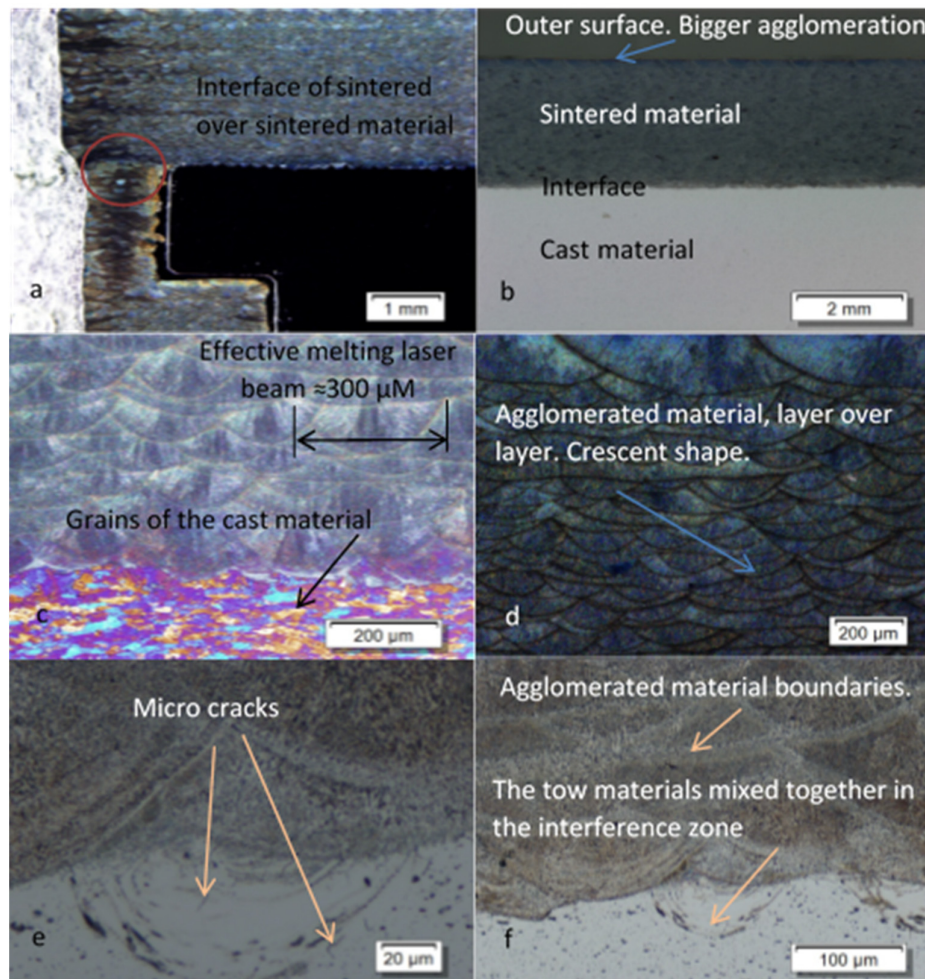 Interface of sintered
over sintered material
a
1 mm
Outer surface. Bigger agglomeration
Sintered material
Interface
Cast material
b
2 mm
Effective melting laser
beam ≈300 µM
Grains of the cast material
c
200 µm
Agglomerated material, layer over
layer. Crescent shape.
d
200 µm
Micro cracks
e
20 µm
Agglomerated material boundaries.
The tow materials mixed together in
the interference zone
f
100 µm